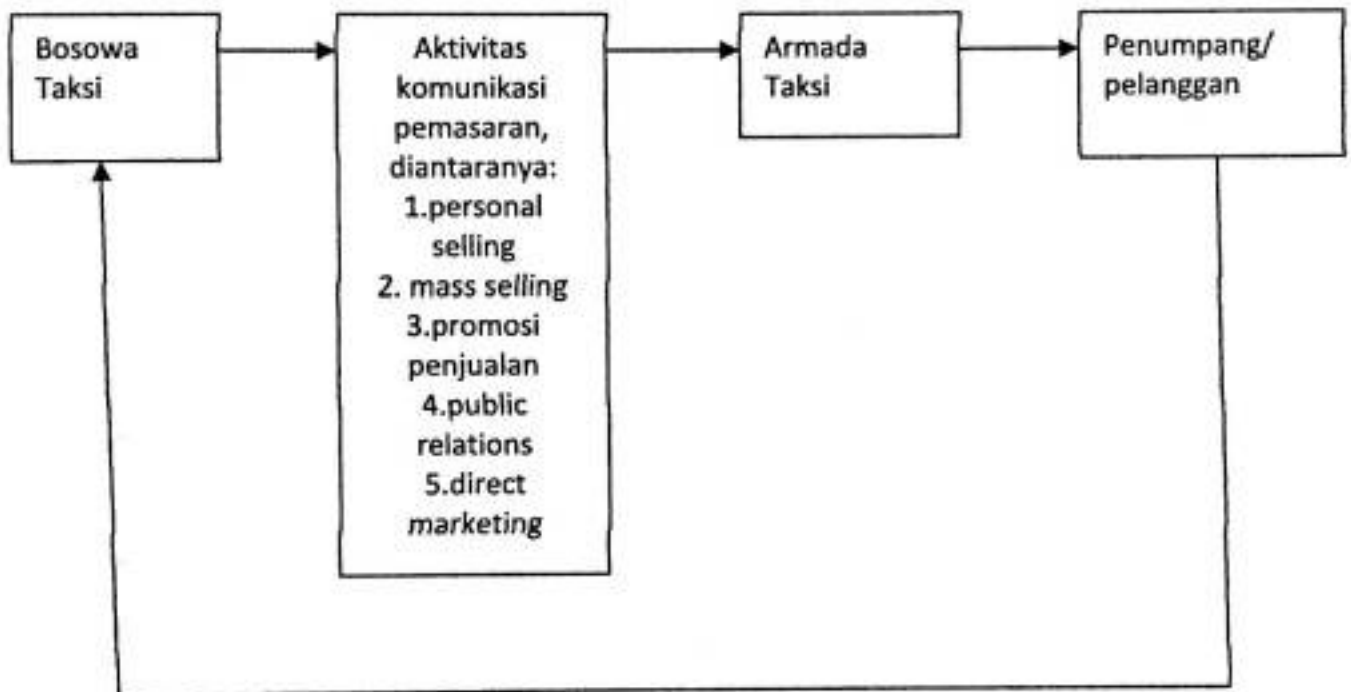 Bosowa
Taksi
Aktivitas
komunikasi
pemasaran,
diantaranya:
1.personal
selling
2. mass selling
3.promosi
penjualan
4.public
relations
5.direct
marketing
Armada
Taksi
Penumpang/
pelanggan